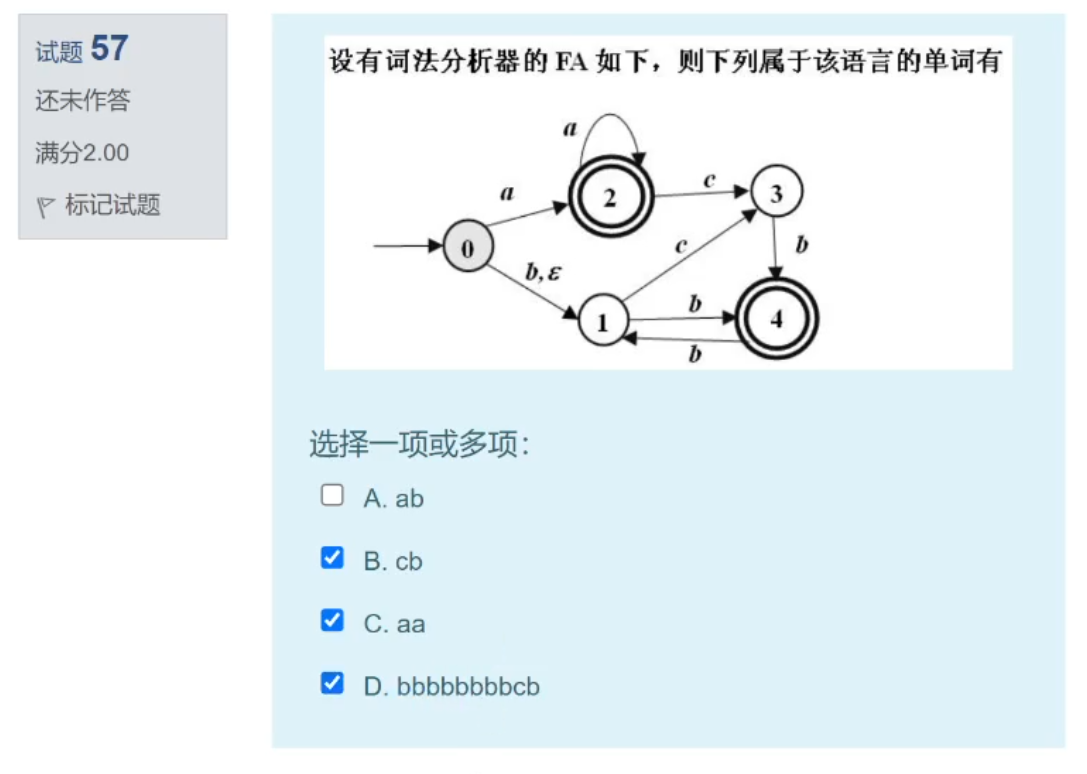 试题 57
还未作答
满分2.00
标记试题
设有词法分析器的 FA 如下，则下列属于该语言的单词有
a
a
2
c
3
0
c
b
b,ε
1
b
4
b
选择一项或多项：
A. ab
B. cb
C. aa
D. bbbbbbbbcb